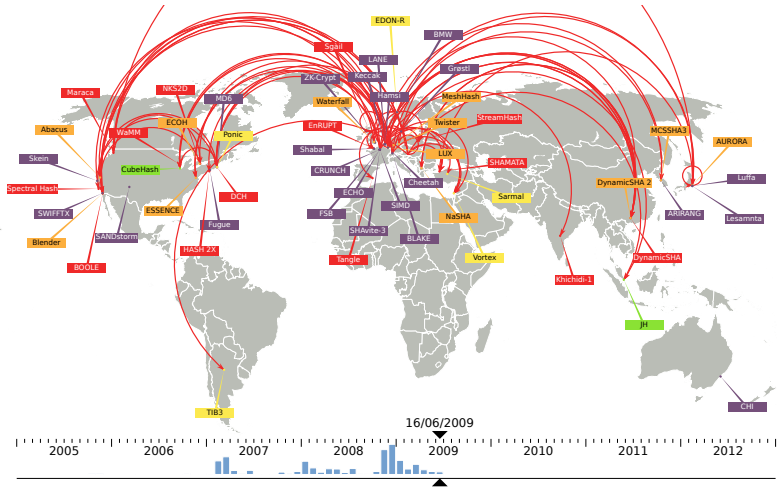 EDON-R
BMW
Sgàil
LANE
Grøstl
Keccak
ZK-Crypt
Maraca
NKS2D
MD6
Waterfall
Hamsi
MeshHash
Abacus
WaMM
ECOH
Ponic
EnRUPT
Twister
StreamHash
MCSSHA3
AURORA
Skein
CubeHash
Shabal
LUX
SHAMATA
Spectral Hash
CRUNCH
Cheetah
DynamicSHA 2
Luffa
SWIFFTX
ESSENCE
DCH
ECHO
SIMD
Sarmal
FSB
NaSHA
ARIRANG
Lesamnta
Blender
SANDstorm
Fugue
SHAvite-3
BLAKE
BOOLE
HASH 2X
Tangle
Vortex
DynamicSHA
Khichidi-1
JH
TIB3
CHI
16/06/2009
2005 2006 2007 2008 2009 2010 2011 2012